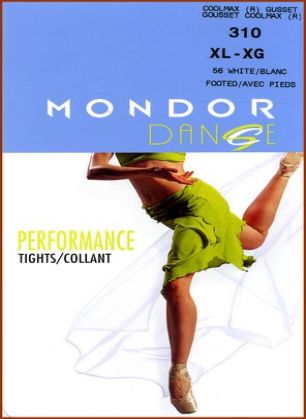 COOLMAX (R) GUSSET
GOUSSET COOLMAX (R)
310
XL-XG
56 WHITE/BLANC
FOOTED/AVEC PIEDS
MONDOR
DANSE
PERFORMANCE
TIGHTS/COLLANT